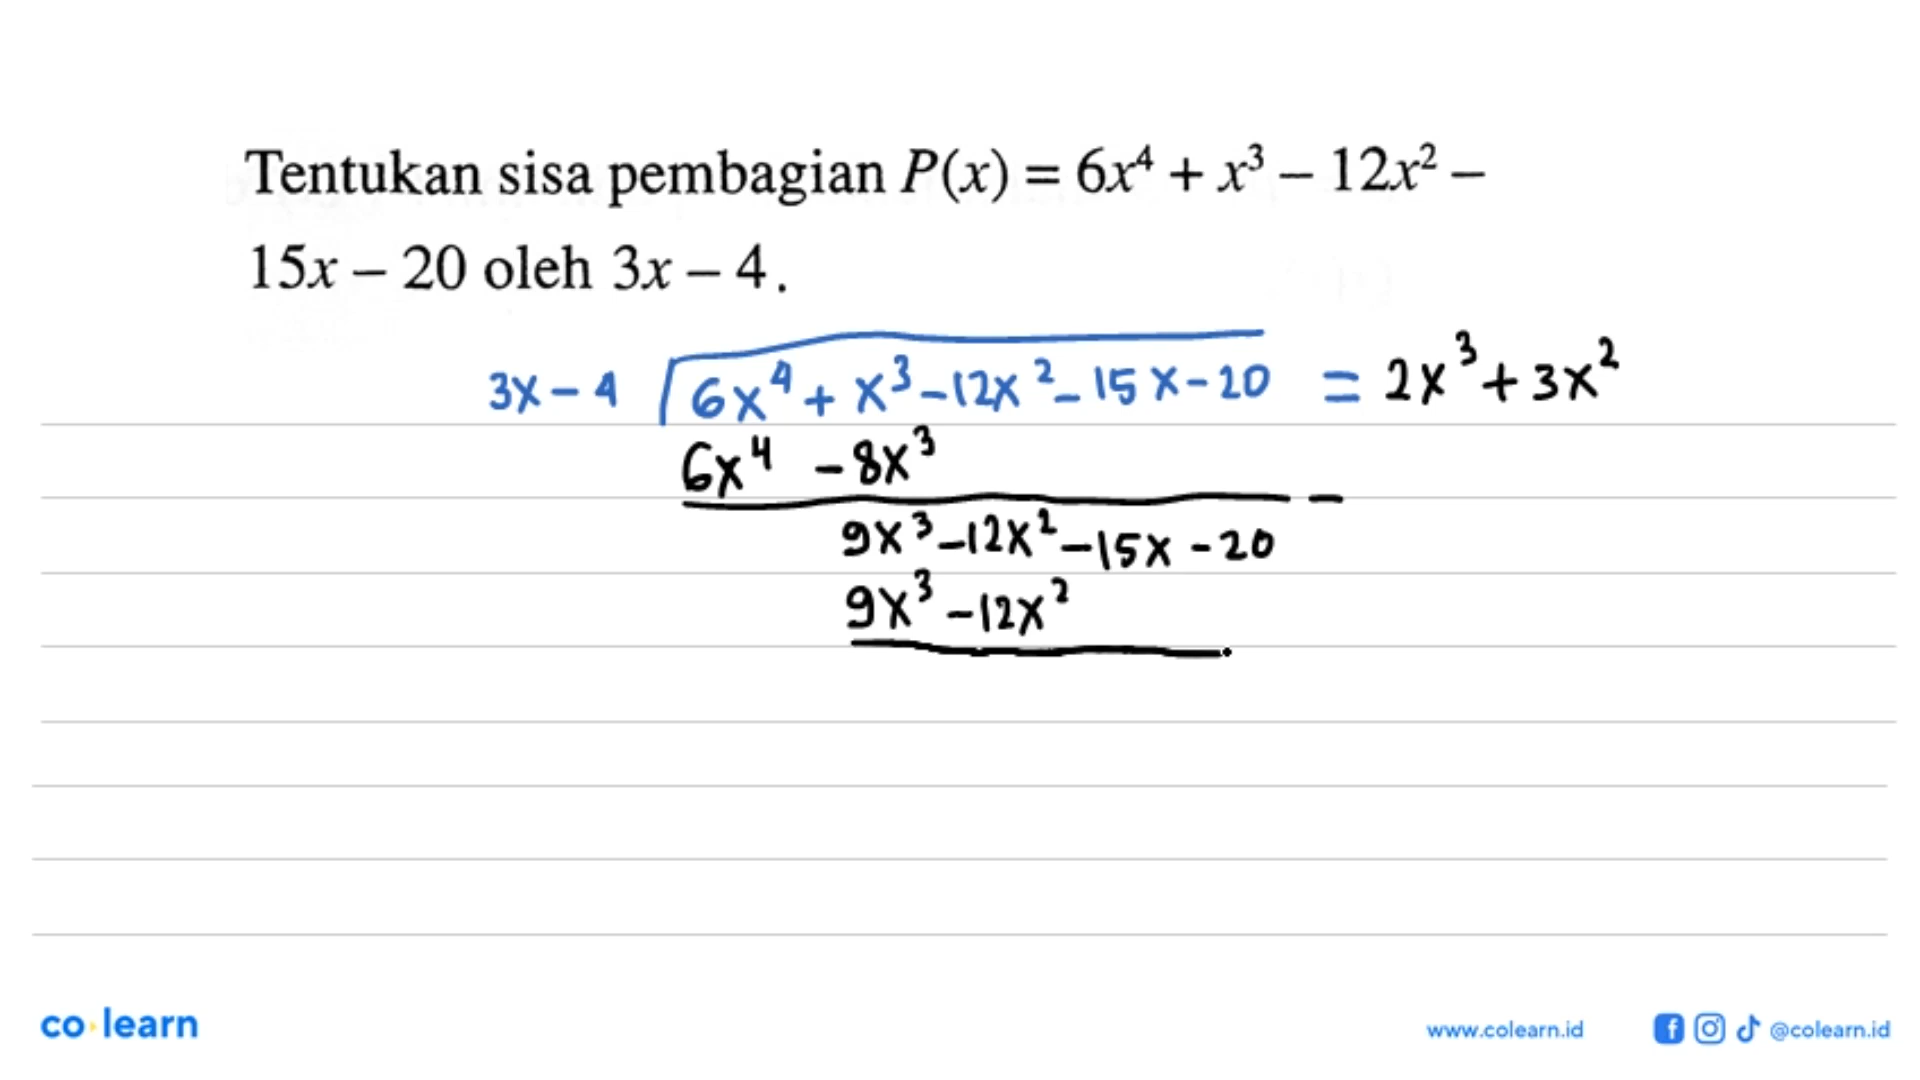 Tentukan sisa pembagian P(x) = 6x⁴ + x³ – 12x² –
15x – 20 oleh 3x – 4.
3x – 4 6x⁴ + x³ – 12x² – 15x – 20 = 2x³ + 3x²
6x⁴ – 8x³
–
9x³ – 12x² – 15x – 20
9x³ – 12x²
co learn
www.colearn.id @colearn.id